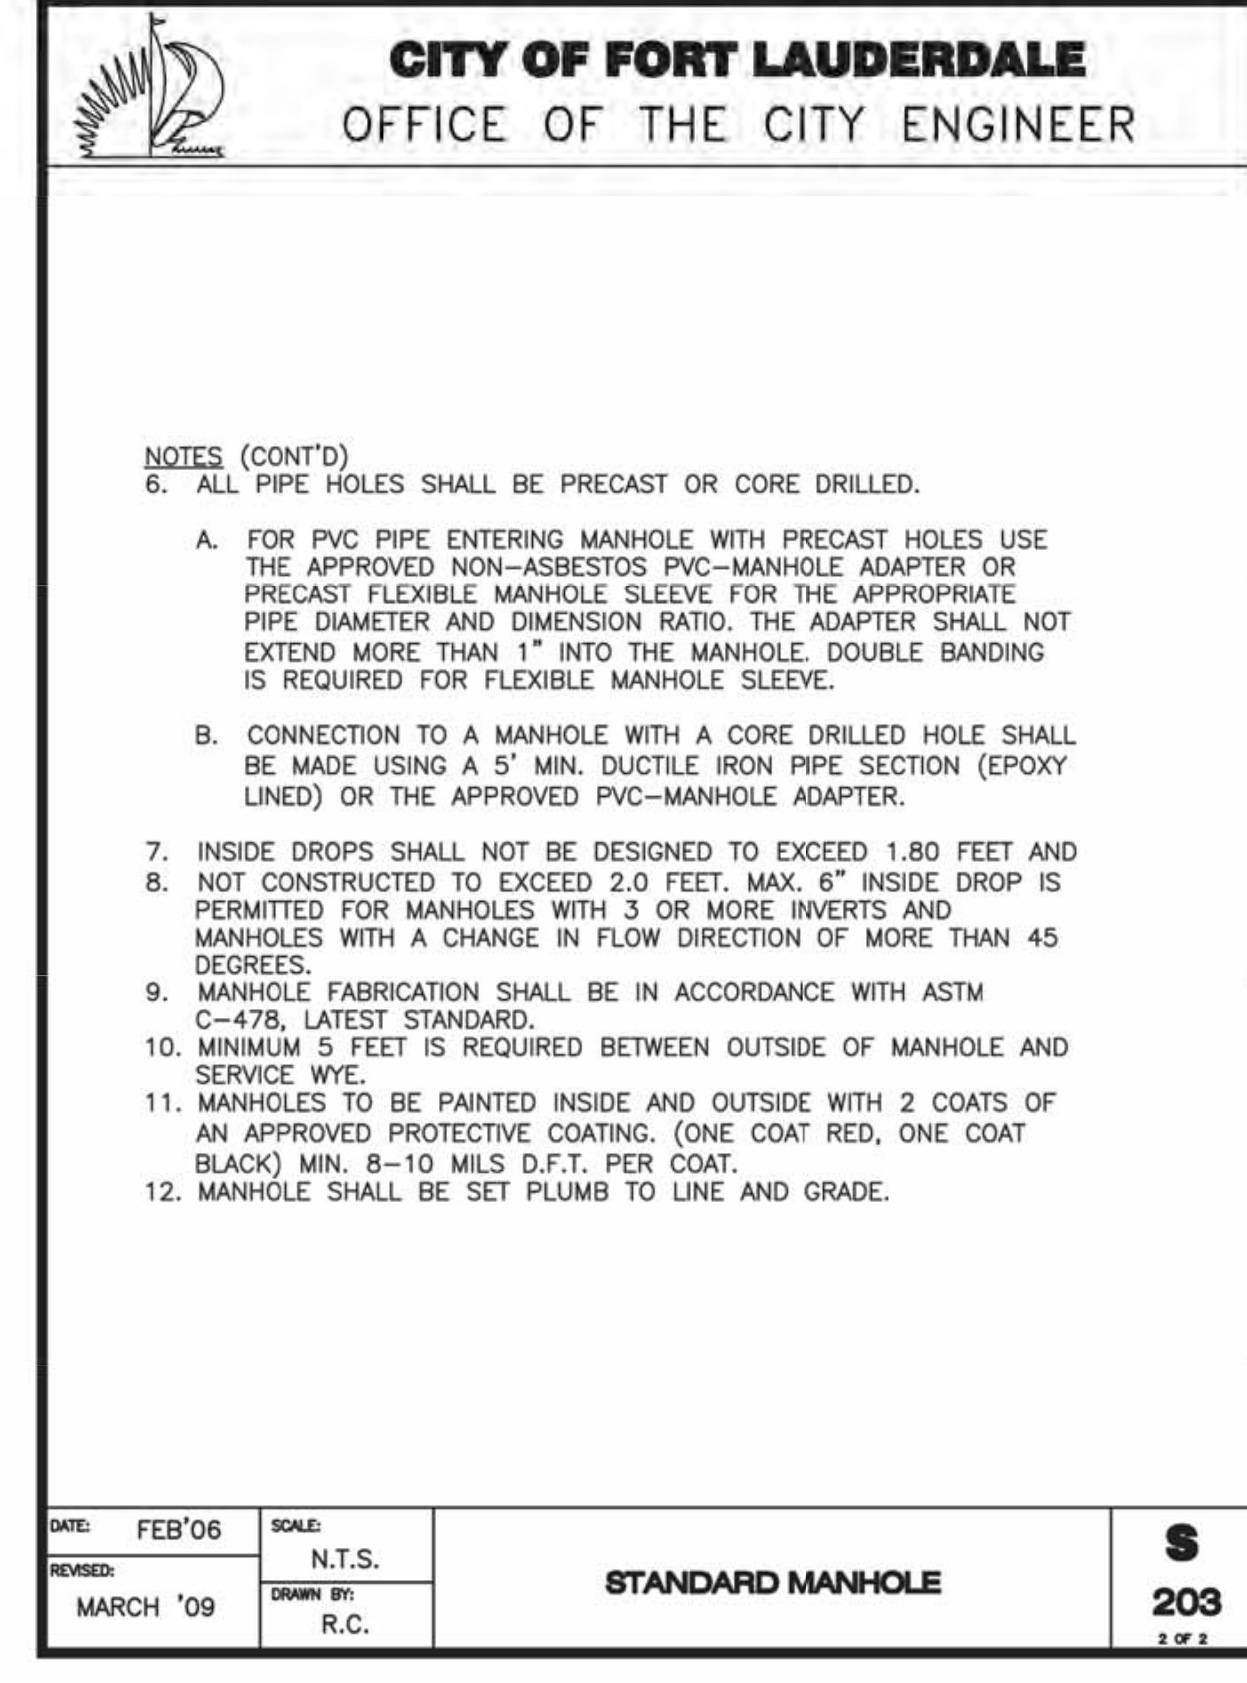 CITY OF FORT LAUDERDALE
OFFICE OF THE CITY ENGINEER
NOTES (CONT'D)
6. ALL PIPE HOLES SHALL BE PRECAST OR CORE DRILLED.
A. FOR PVC PIPE ENTERING MANHOLE WITH PRECAST HOLES USE
THE APPROVED NON-ASBESTOS PVC-MANHOLE ADAPTER OR
PRECAST FLEXIBLE MANHOLE SLEEVE FOR THE APPROPRIATE
PIPE DIAMETER AND DIMENSION RATIO. THE ADAPTER SHALL NOT
EXTEND MORE THAN 1" INTO THE MANHOLE. DOUBLE BANDING
IS REQUIRED FOR FLEXIBLE MANHOLE SLEEVE.
B. CONNECTION TO A MANHOLE WITH A CORE DRILLED HOLE SHALL
BE MADE USING A 5' MIN. DUCTILE IRON PIPE SECTION (EPOXY
LINED) OR THE APPROVED PVC-MANHOLE ADAPTER.
7. INSIDE DROPS SHALL NOT BE DESIGNED TO EXCEED 1.80 FEET AND
8. NOT CONSTRUCTED TO EXCEED 2.0 FEET. MAX. 6" INSIDE DROP IS
PERMITTED FOR MANHOLES WITH 3 OR MORE INVERTS AND
MANHOLES WITH A CHANGE IN FLOW DIRECTION OF MORE THAN 45
DEGREES.
9. MANHOLE FABRICATION SHALL BE IN ACCORDANCE WITH ASTM
C-478, LATEST STANDARD.
10. MINIMUM 5 FEET IS REQUIRED BETWEEN OUTSIDE OF MANHOLE AND
SERVICE WYE.
11. MANHOLES TO BE PAINTED INSIDE AND OUTSIDE WITH 2 COATS OF
AN APPROVED PROTECTIVE COATING. (ONE COAT RED, ONE COAT
BLACK) MIN. 8-10 MILS D.F.T. PER COAT.
12. MANHOLE SHALL BE SET PLUMB TO LINE AND GRADE.
DATE: FEB'06
REVISED:
MARCH '09
SCALE:
N.T.S.
DRAWN BY:
R.C.
STANDARD MANHOLE
S
203
2 OF 2